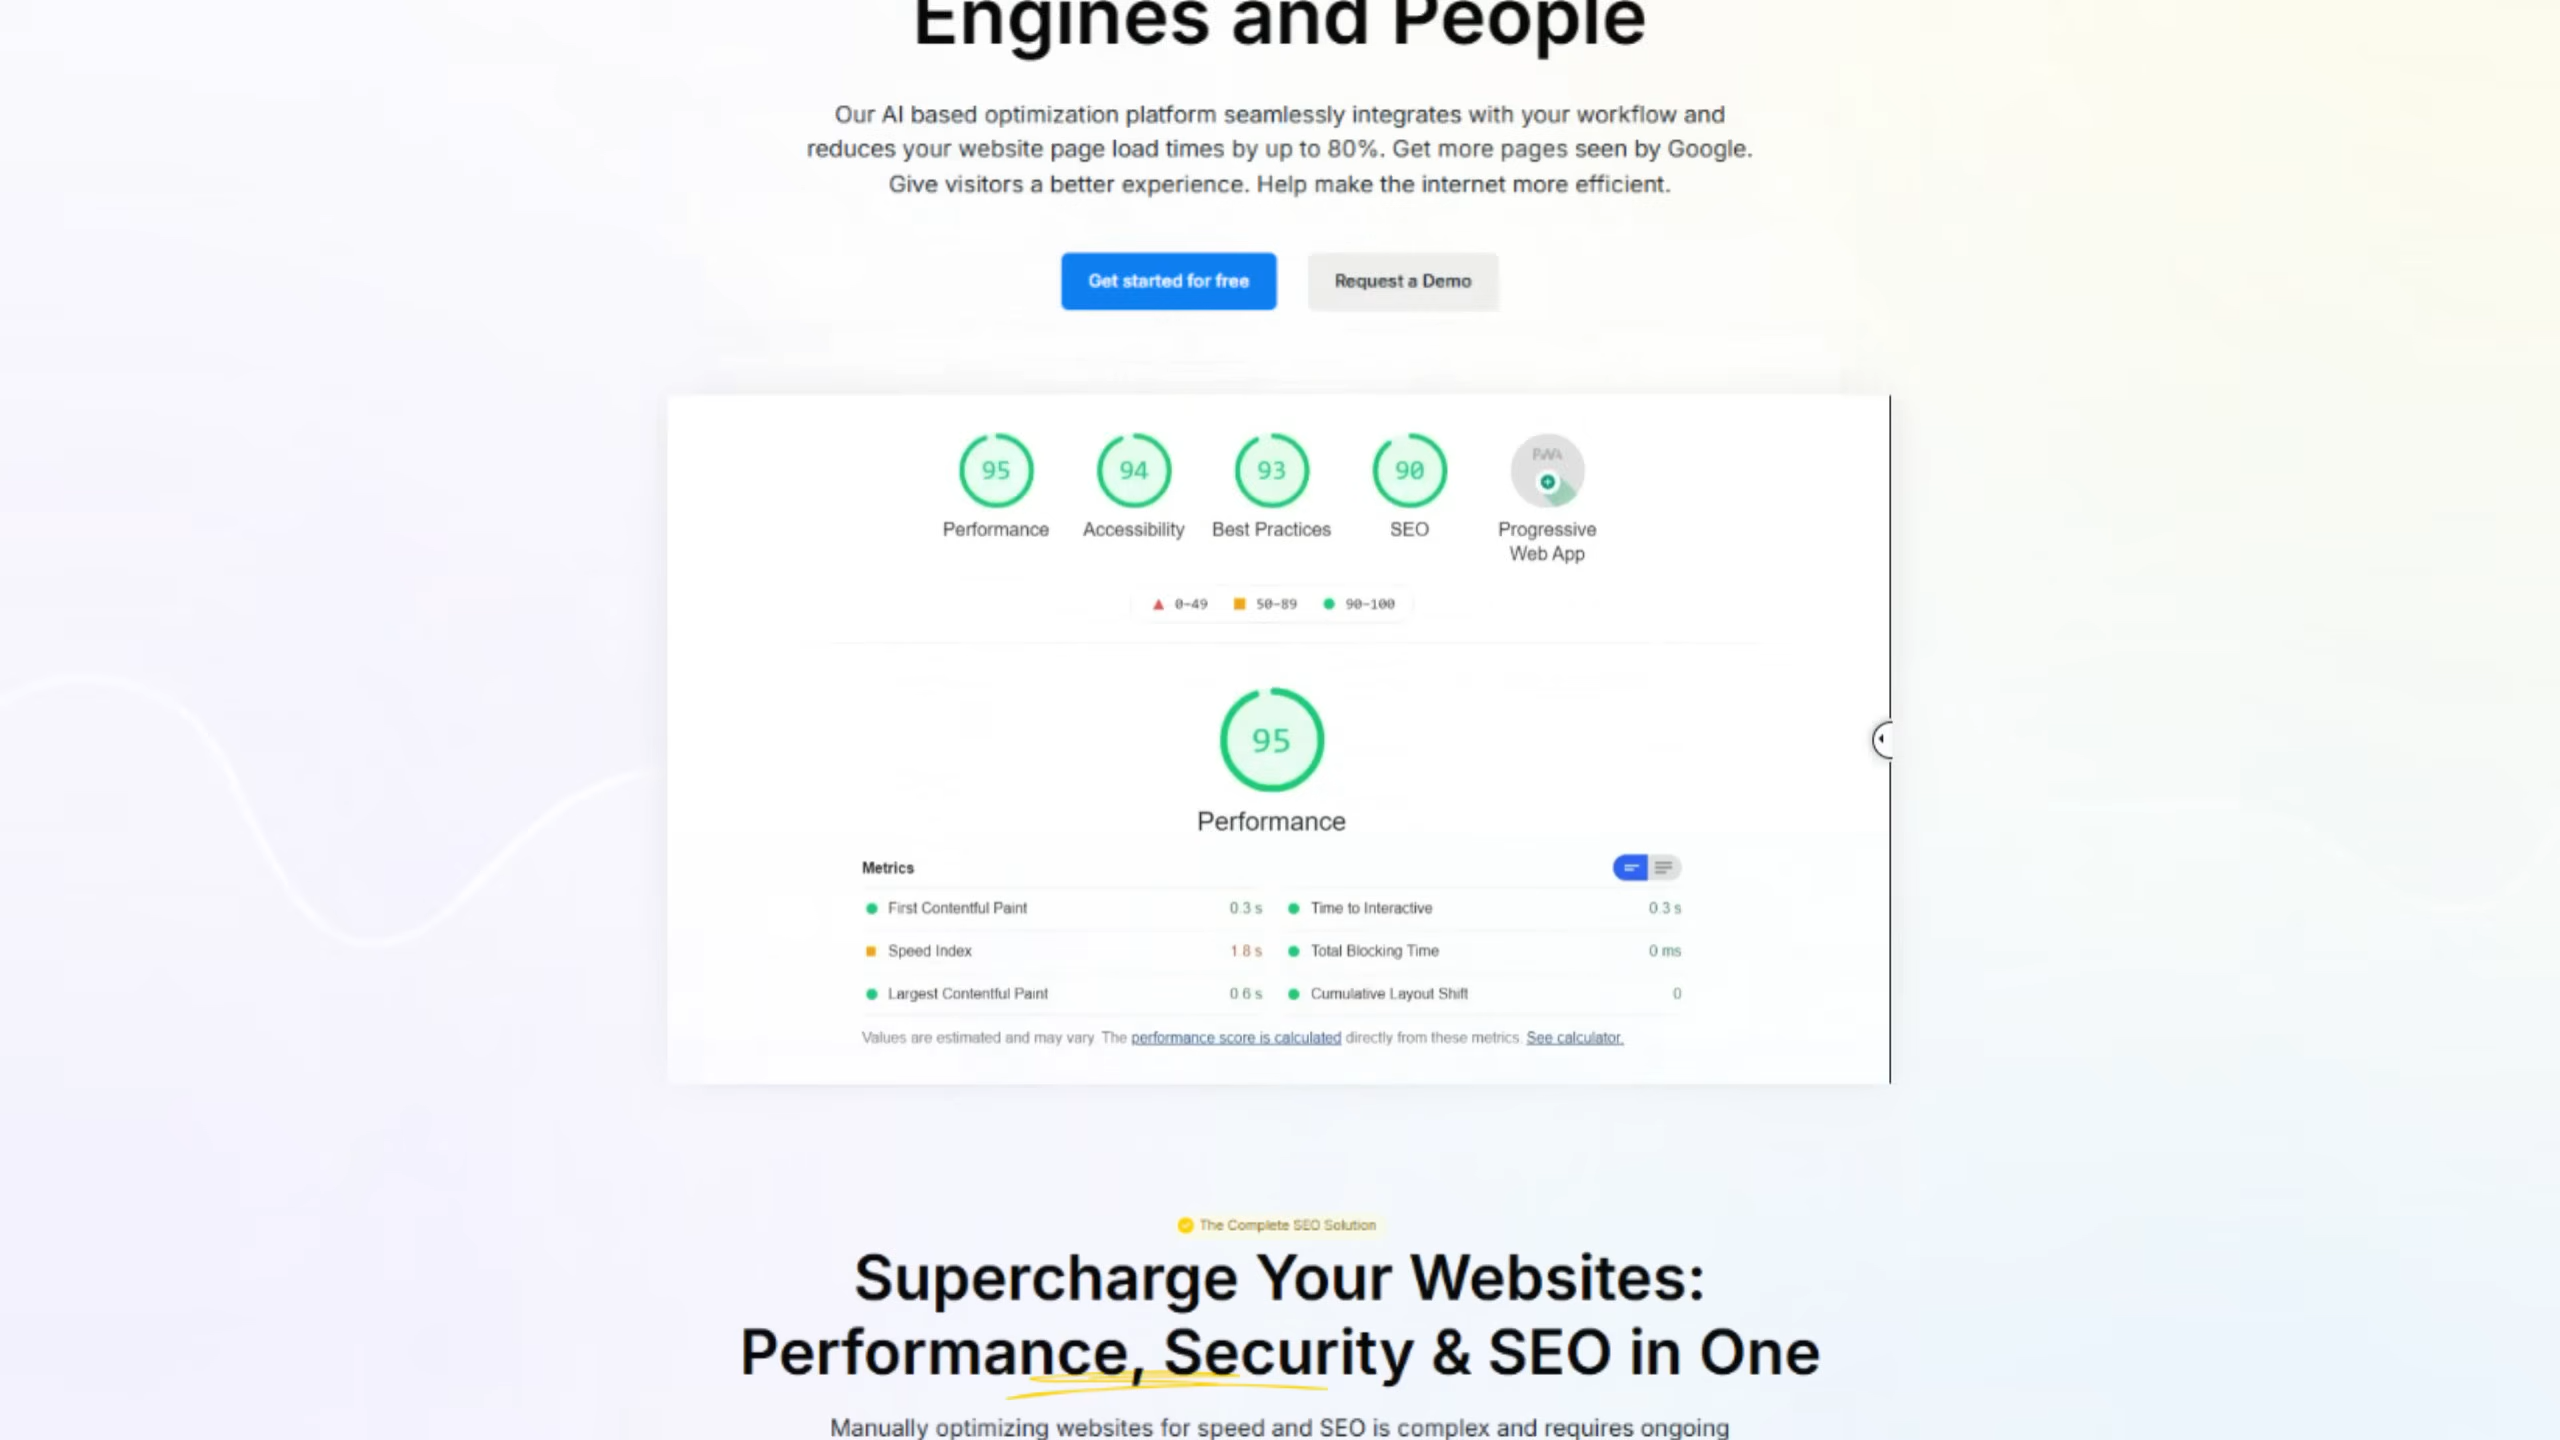 Engines and People
Our AI based optimization platform seamlessly integrates with your workflow and
reduces your website page load times by up to 80%. Get more pages seen by Google.
Give visitors a better experience. Help make the internet more efficient.
Get started for free
Request a Demo
95
94
93
90
PWA
Performance
Accessibility
Best Practices
SEO
Progressive
Web App
0–49
50–89
90–100
95
Performance
Metrics
First Contentful Paint
0.3 s
Time to Interactive
0.3 s
Speed Index
1.8 s
Total Blocking Time
0 ms
Largest Contentful Paint
0.6 s
Cumulative Layout Shift
0
Values are estimated and may vary. The performance score is calculated directly from these metrics. See calculator.
The Complete SEO Solution
Supercharge Your Websites:
Performance, Security & SEO in One
Manually optimizing websites for speed and SEO is complex and requires ongoing